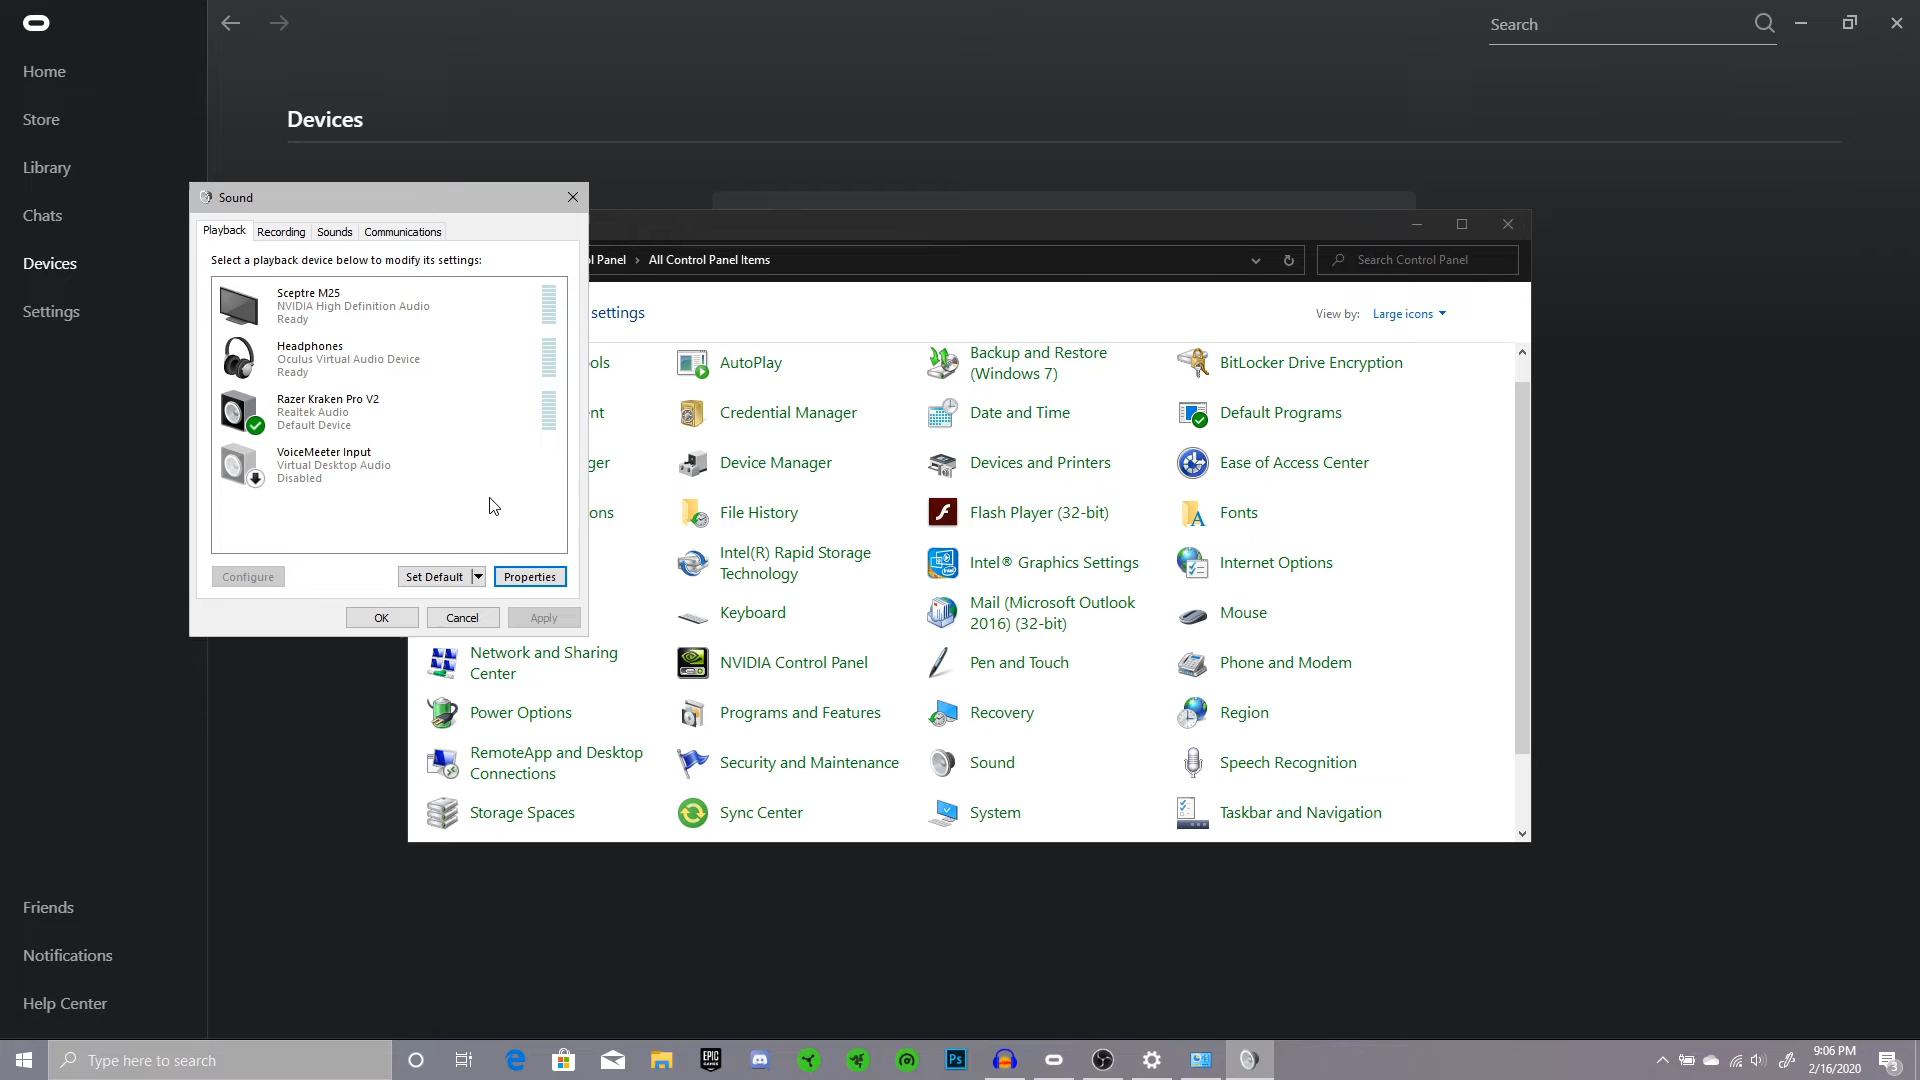 Search
Home
Store
Library
Chats
Devices
Settings
Friends
Notifications
Help Center
Devices
Sound
Playback
Recording
Sounds
Communications
Select a playback device below to modify its settings:
Sceptre M25
NVIDIA High Definition Audio
Ready
Headphones
Oculus Virtual Audio Device
Ready
Razer Kraken Pro V2
Realtek Audio
Default Device
VoiceMeeter Input
Virtual Desktop Audio
Disabled
Configure
Set Default
Properties
OK
Cancel
Apply
l Panel › All Control Panel Items
Search Control Panel
settings
View by: Large icons
ols
AutoPlay
Backup and Restore
(Windows 7)
BitLocker Drive Encryption
nt
Credential Manager
Date and Time
Default Programs
ger
Device Manager
Devices and Printers
Ease of Access Center
ons
File History
Flash Player (32-bit)
Fonts
Intel(R) Rapid Storage
Technology
Intel® Graphics Settings
Internet Options
Keyboard
Mail (Microsoft Outlook
2016) (32-bit)
Mouse
Network and Sharing
Center
NVIDIA Control Panel
Pen and Touch
Phone and Modem
Power Options
Programs and Features
Recovery
Region
RemoteApp and Desktop
Connections
Security and Maintenance
Sound
Speech Recognition
Storage Spaces
Sync Center
System
Taskbar and Navigation
Type here to search
EPIC
GAMES
Ps
9:06 PM
2/16/2020
3